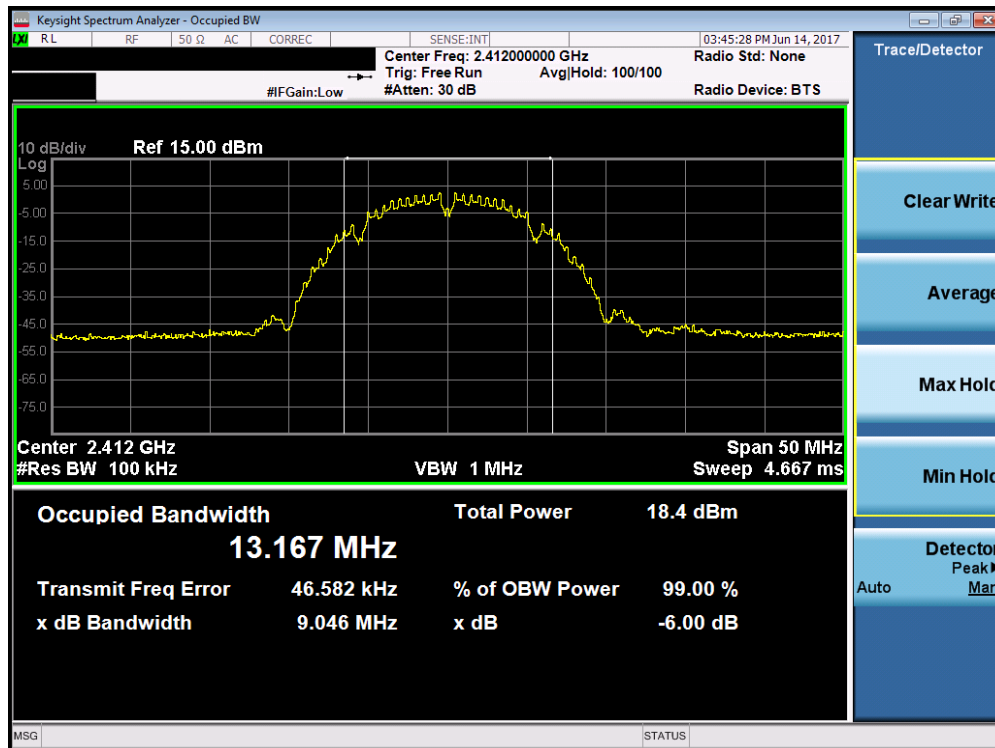 Keysight Spectrum Analyzer - Occupied BW
LXI RL RF 50 Ω AC CORREC SENSE:INT 03:45:28 PM Jun 14, 2017
Center Freq: 2.412000000 GHz Radio Std: None
Trig: Free Run Avg|Hold: 100/100
#IFGain:Low #Atten: 30 dB Radio Device: BTS
10 dB/div Ref 15.00 dBm
Log
5.00
-5.00
-15.0
-25.0
-35.0
-45.0
-55.0
-65.0
-75.0
Center 2.412 GHz Span 50 MHz
#Res BW 100 kHz VBW 1 MHz Sweep 4.667 ms
Occupied Bandwidth Total Power 18.4 dBm
13.167 MHz
Transmit Freq Error 46.582 kHz % of OBW Power 99.00 %
x dB Bandwidth 9.046 MHz x dB -6.00 dB
MSG STATUS
Trace/Detector
Clear Write
Average
Max Hold
Min Hold
Detector
Peak
Auto Man